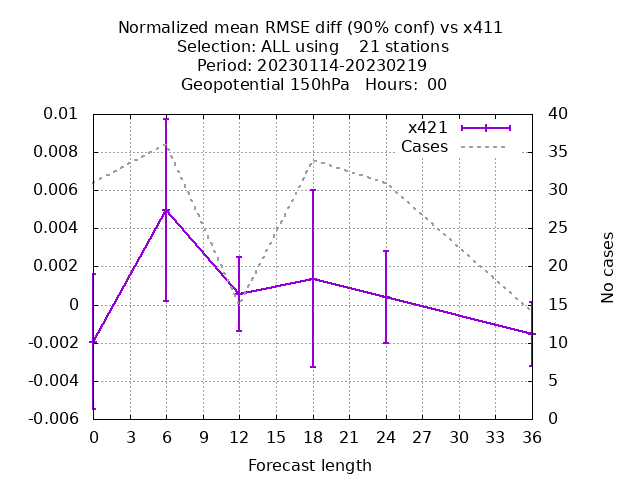 Normalized mean RMSE diff (90% conf) vs x411
Selection: ALL using    21 stations
Period: 20230114-20230219
Geopotential 150hPa   Hours:  00
0.01
0.008
0.006
0.004
0.002
0
-0.002
-0.004
-0.006
x421
Cases
40
35
30
25
20
15
10
5
0
No cases
0 3 6 9 12 15 18 21 24 27 30 33 36
Forecast length